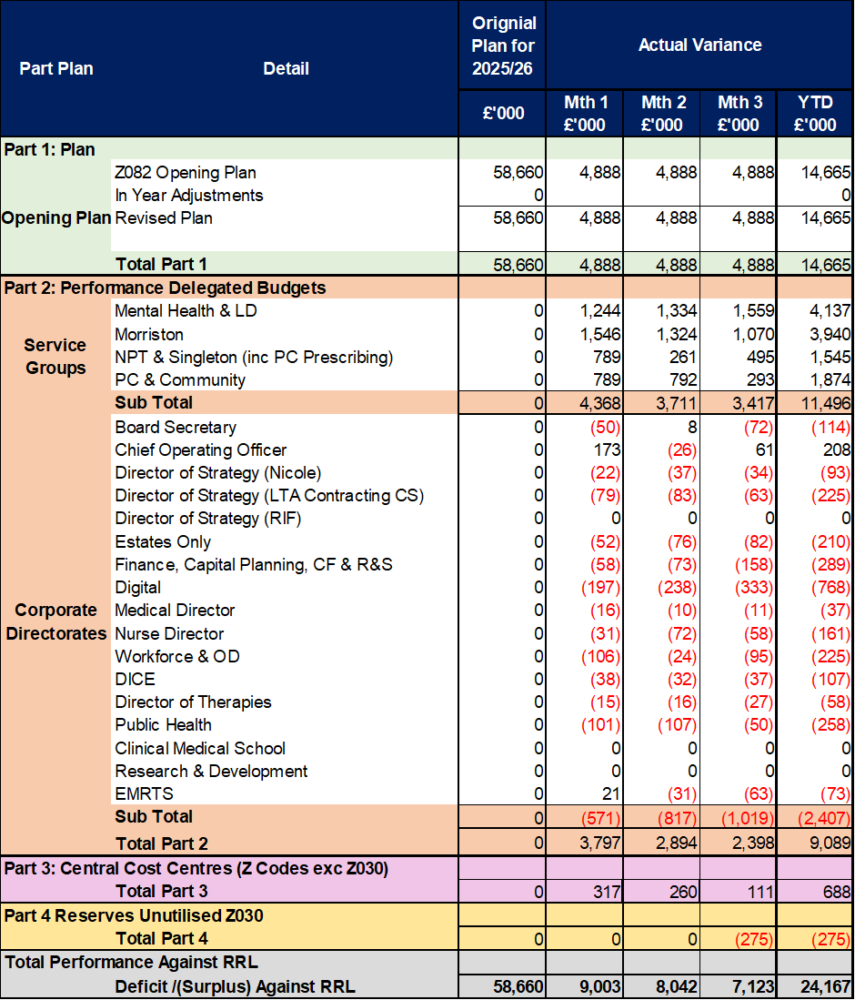 Part Plan Detail Orignial Plan for 2025/26 Actual Variance
£'000 Mth 1 £'000 Mth 2 £'000 Mth 3 £'000 YTD £'000
Part 1: Plan
Z082 Opening Plan 58,660 4,888 4,888 4,888 14,665
In Year Adjustments 0 0
Opening Plan Revised Plan 58,660 4,888 4,888 4,888 14,665
Total Part 1 58,660 4,888 4,888 4,888 14,665
Part 2: Performance Delegated Budgets
Service Groups
Mental Health & LD 0 1,244 1,334 1,559 4,137
Morriston 0 1,546 1,324 1,070 3,940
NPT & Singleton (inc PC Prescribing) 0 789 261 495 1,545
PC & Community 0 789 792 293 1,874
Sub Total 0 4,368 3,711 3,417 11,496
Corporate Directorates
Board Secretary 0 (50) 8 (72) (114)
Chief Operating Officer 0 173 (26) 61 208
Director of Strategy (Nicole) 0 (22) (37) (34) (93)
Director of Strategy (LTA Contracting CS) 0 (79) (83) (63) (225)
Director of Strategy (RIF) 0 0 0 0 0
Estates Only 0 (52) (76) (82) (210)
Finance, Capital Planning, CF & R&S 0 (58) (73) (158) (289)
Digital 0 (197) (238) (333) (768)
Medical Director 0 (16) (10) (11) (37)
Nurse Director 0 (31) (72) (58) (161)
Workforce & OD 0 (106) (24) (95) (225)
DICE 0 (38) (32) (37) (107)
Director of Therapies 0 (15) (16) (27) (58)
Public Health 0 (101) (107) (50) (258)
Clinical Medical School 0 0 0 0 0
Research & Development 0 0 0 0 0
EMRTS 0 21 (31) (63) (73)
Sub Total 0 (571) (817) (1,019) (2,407)
Total Part 2 0 3,797 2,894 2,398 9,089
Part 3: Central Cost Centres (Z Codes exc Z030)
Total Part 3 0 317 260 111 688
Part 4 Reserves Unutilised Z030
Total Part 4 0 0 0 (275) (275)
Total Performance Against RRL
Deficit /(Surplus) Against RRL 58,660 9,003 8,042 7,123 24,167